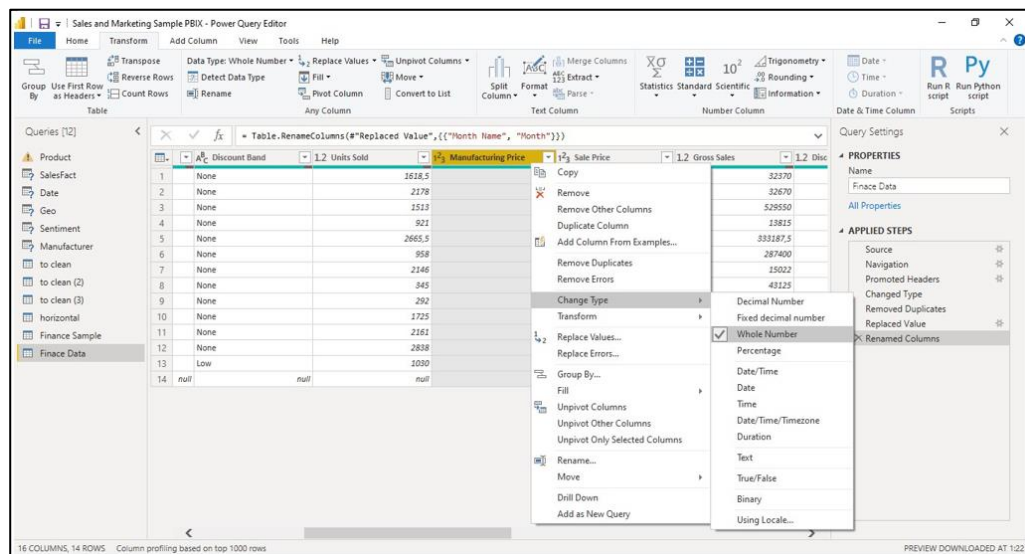 Sales and Marketing Sample PBIX - Power Query Editor
File Home Transform Add Column View Tools Help
Group By
Use First Row as Headers
Transpose
Reverse Rows
Count Rows
Table
Data Type: Whole Number
Detect Data Type
Rename
Replace Values
Fill
Pivot Column
Unpivot Columns
Move
Convert to List
Any Column
Split Column
Format
Merge Columns
Extract
Parse
Text Column
Statistics Standard Scientific
Trigonometry
Rounding
Information
Number Column
Date
Time
Duration
Date & Time Column
Run R script
Run Python script
Scripts
Queries [12]
Product
SalesFact
Date
Geo
Sentiment
Manufacturer
to clean
to clean (2)
to clean (3)
horizontal
Finance Sample
Finace Data
= Table.RenameColumns(#"Replaced Value",{{"Month Name", "Month"}})
Discount Band 1.2 Units Sold Manufacturing Price Sale Price 1.2 Gross Sales 1.2 Disc
1 None 1618,5 32370
2 None 2178 32670
3 None 1513 529550
4 None 921 13815
5 None 2665,5 333187,5
6 None 958 287400
7 None 2146 15022
8 None 345 43125
9 None 292
10 None 1725
11 None 2161
12 None 2838
13 Low 1030
14 null null null
Copy
Remove
Remove Other Columns
Duplicate Column
Add Column From Examples...
Remove Duplicates
Remove Errors
Change Type
Transform
Replace Values...
Replace Errors...
Group By...
Fill
Unpivot Columns
Unpivot Other Columns
Unpivot Only Selected Columns
Rename...
Move
Drill Down
Add as New Query
Decimal Number
Fixed decimal number
Whole Number
Percentage
Date/Time
Date
Time
Date/Time/Timezone
Duration
Text
True/False
Binary
Using Locale...
Query Settings
PROPERTIES
Name
Finace Data
All Properties
APPLIED STEPS
Source
Navigation
Promoted Headers
Changed Type
Removed Duplicates
Replaced Value
Renamed Columns
16 COLUMNS, 14 ROWS Column profiling based on top 1000 rows
PREVIEW DOWNLOADED AT 1:22